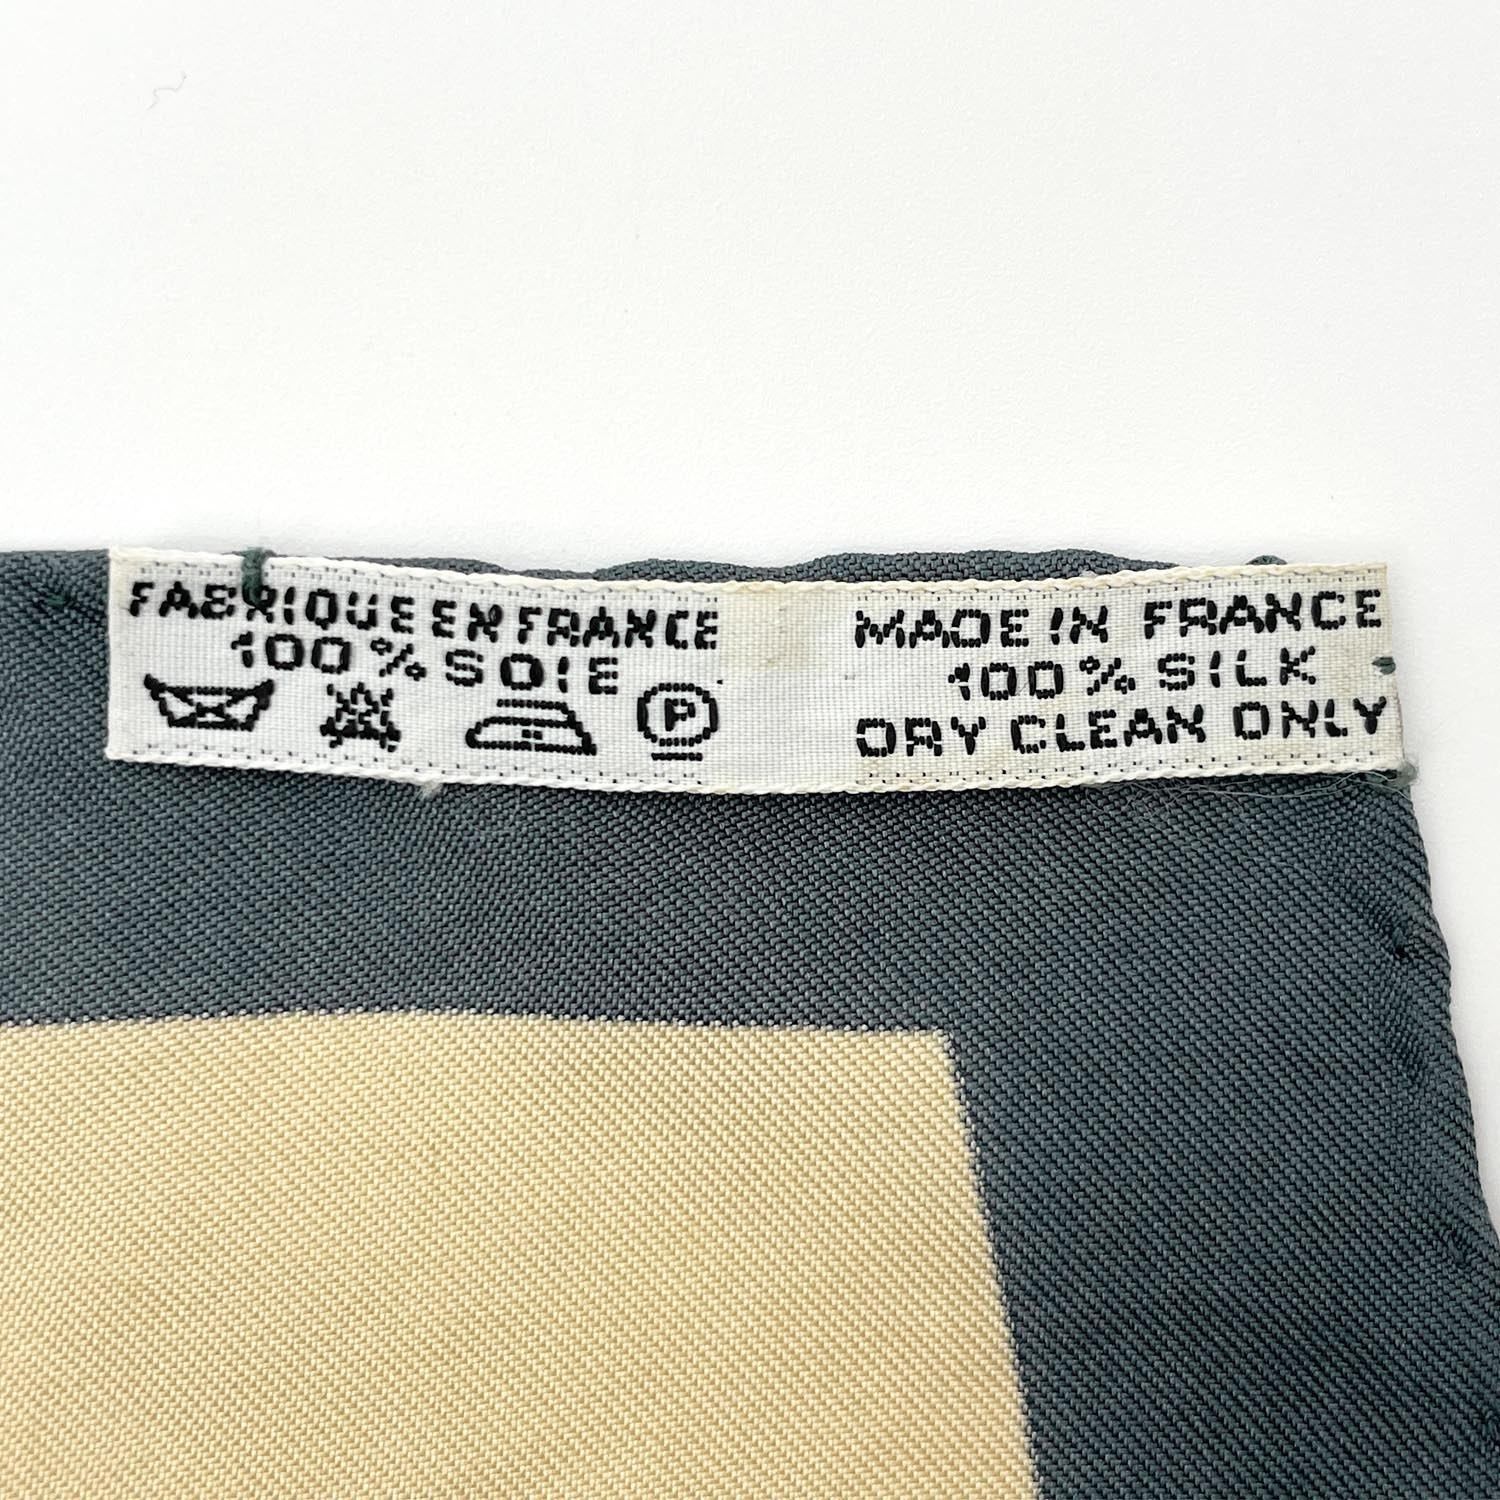 FABRIQUE EN FRANCE
100% SOIE
P
MADE IN FRANCE
100% SILK
DRY CLEAN ONLY